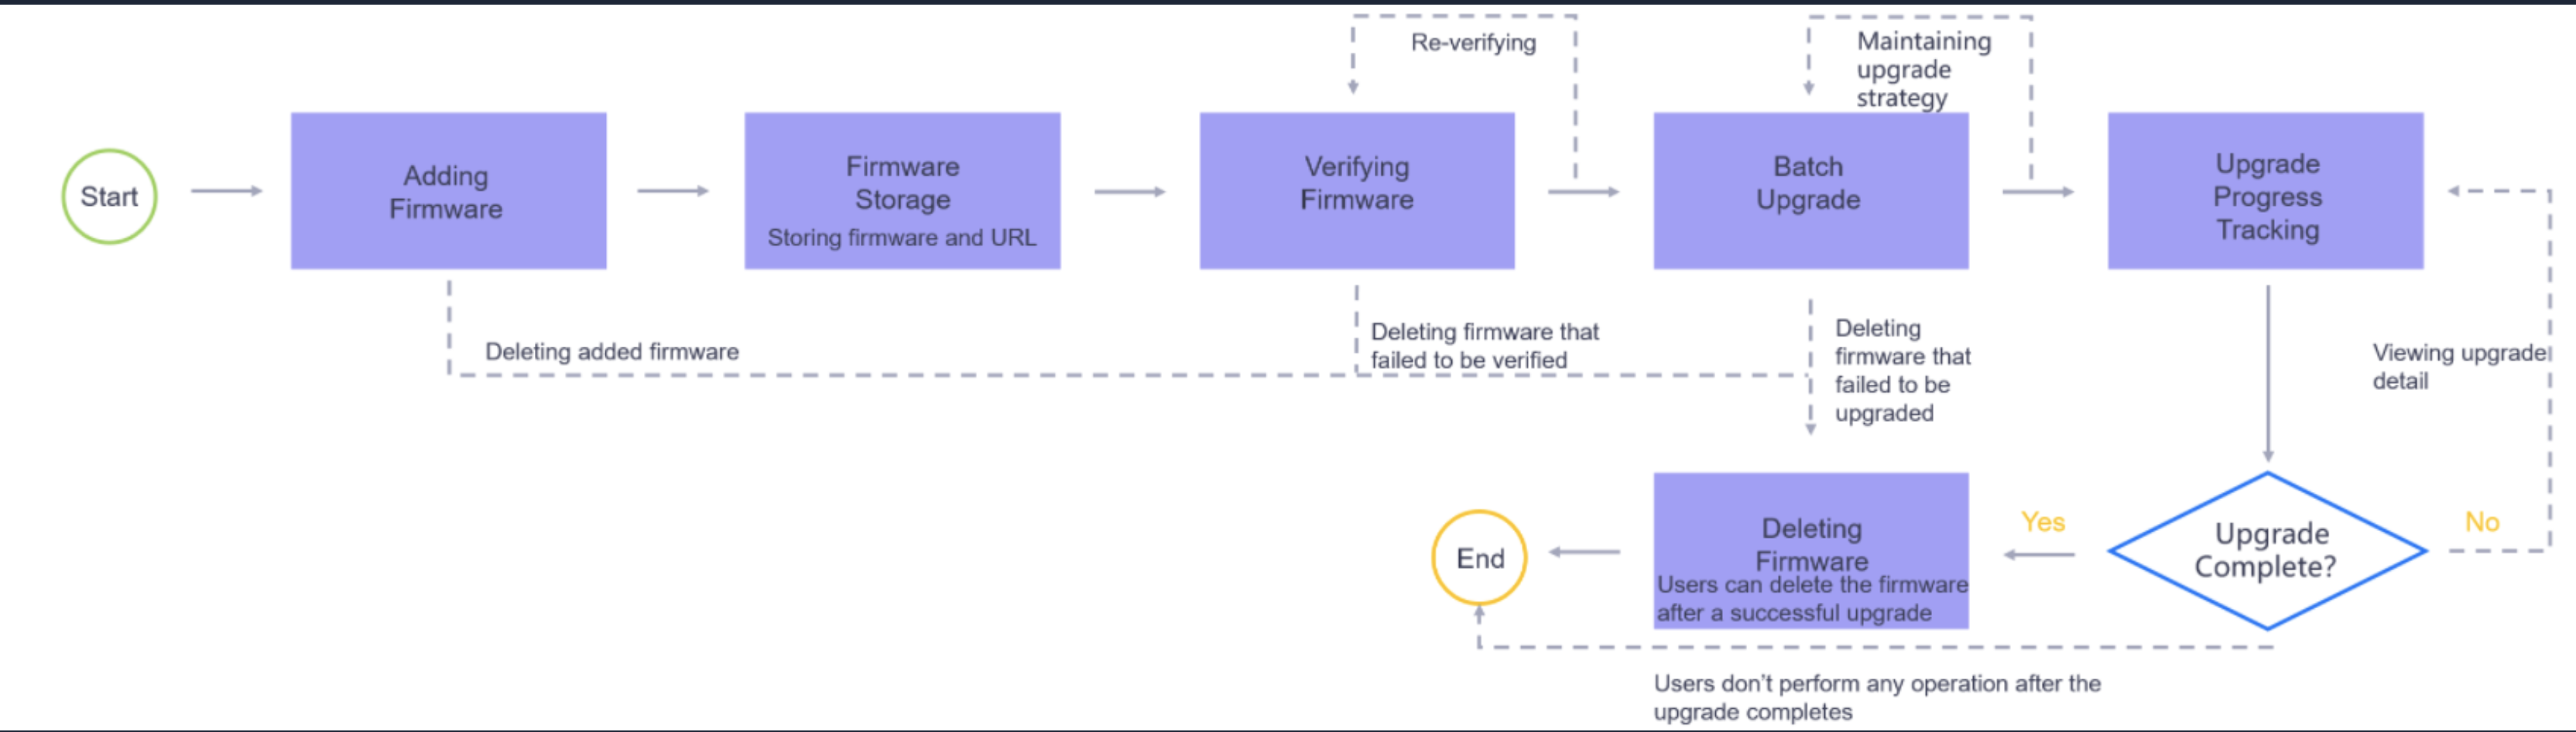 Re-verifying
Maintaining
upgrade
strategy
Start
Adding
Firmware
Firmware
Storage
Storing firmware and URL
Verifying
Firmware
Batch
Upgrade
Upgrade
Progress
Tracking
Deleting added firmware
Deleting firmware that
failed to be verified
Deleting
firmware that
failed to be
upgraded
Viewing upgrade
detail
End
Deleting
Firmware
Users can delete the firmware
after a successful upgrade
Yes
Upgrade
Complete?
No
Users don’t perform any operation after the
upgrade completes